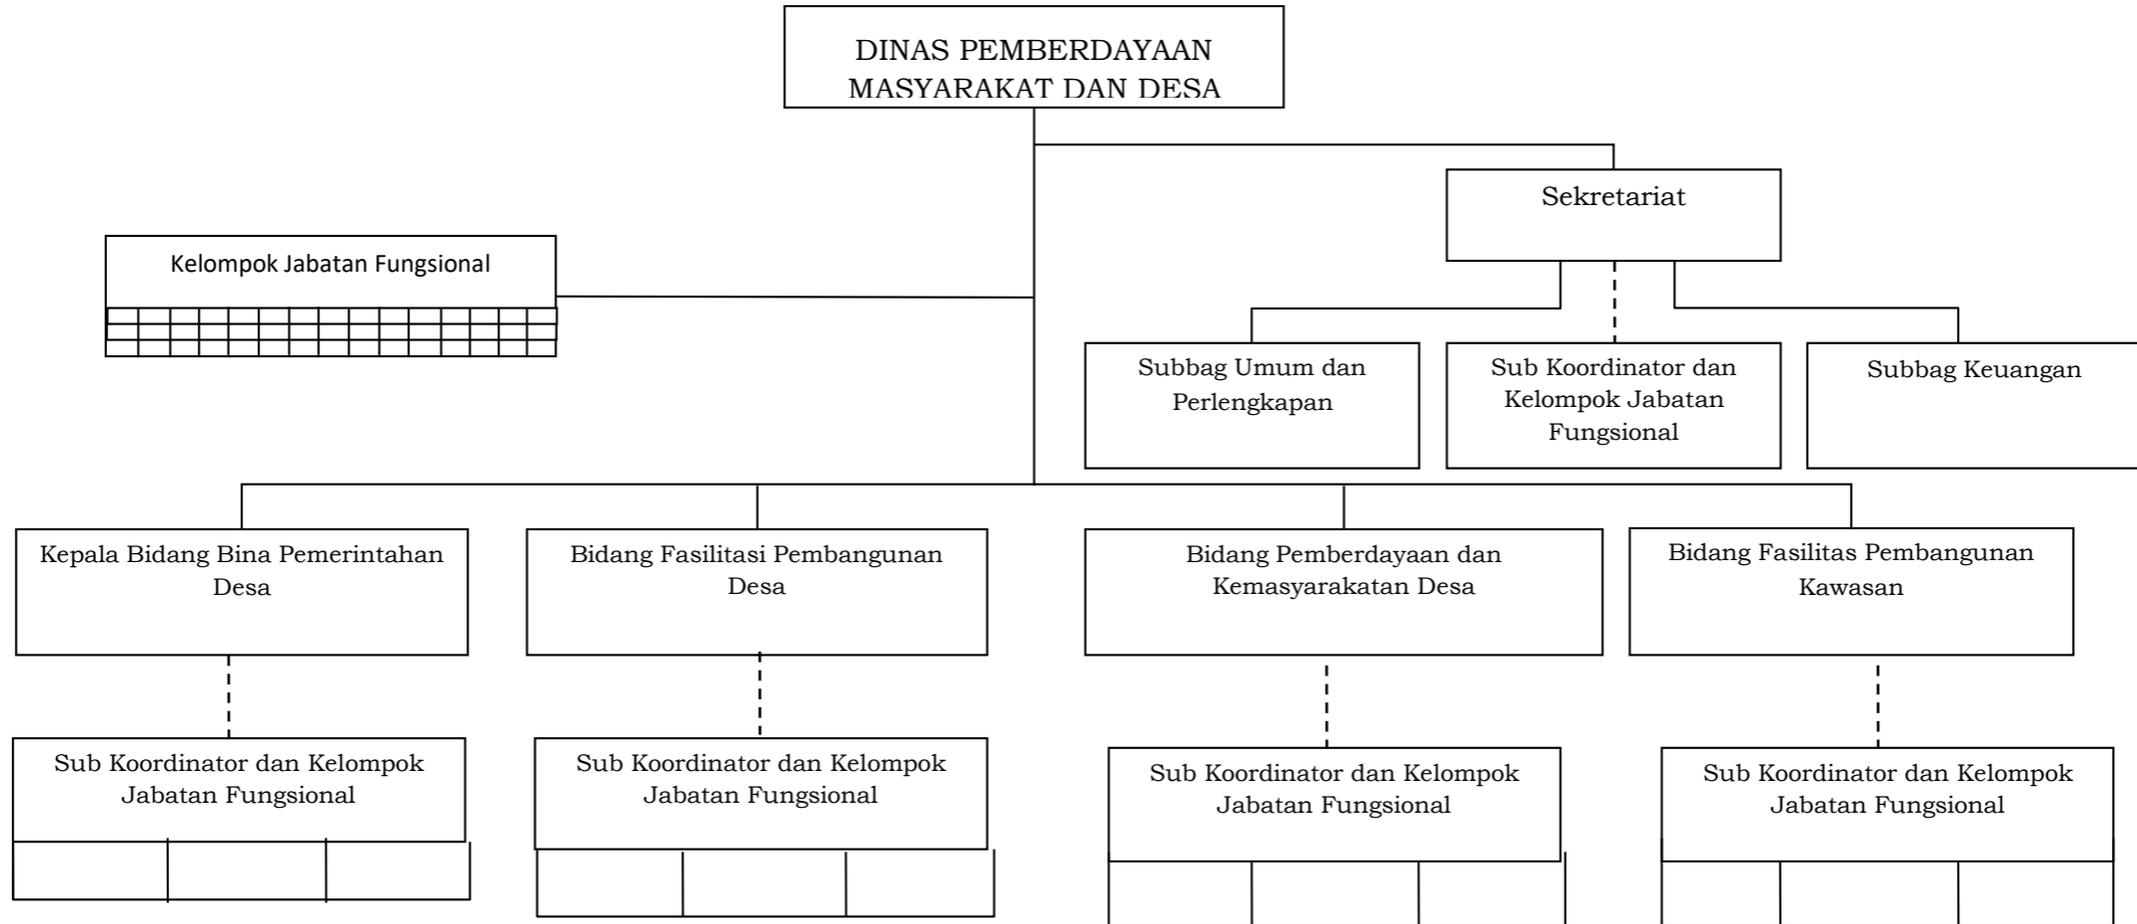 DINAS PEMBERDAYAAN
MASYARAKAT DAN DESA
Sekretariat
Kelompok Jabatan Fungsional
Subbag Umum dan
Perlengkapan
Sub Koordinator dan
Kelompok Jabatan
Fungsional
Subbag Keuangan
Kepala Bidang Bina Pemerintahan
Desa
Bidang Fasilitasi Pembangunan
Desa
Bidang Pemberdayaan dan
Kemasyarakatan Desa
Bidang Fasilitas Pembangunan
Kawasan
Sub Koordinator dan Kelompok
Jabatan Fungsional
Sub Koordinator dan Kelompok
Jabatan Fungsional
Sub Koordinator dan Kelompok
Jabatan Fungsional
Sub Koordinator dan Kelompok
Jabatan Fungsional